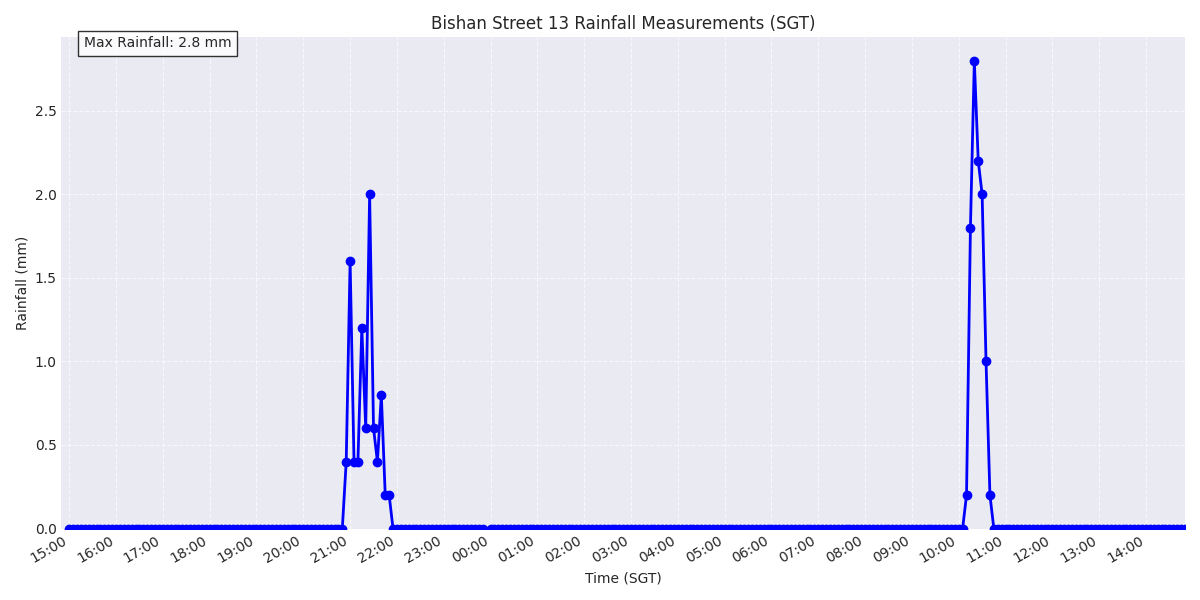 Bishan Street 13 Rainfall Measurements (SGT)
Max Rainfall: 2.8 mm
Rainfall (mm)
2.5
2.0
1.5
1.0
0.5
0.0
15:00 16:00 17:00 18:00 19:00 20:00 21:00 22:00 23:00 00:00 01:00 02:00 03:00 04:00 05:00 06:00 07:00 08:00 09:00 10:00 11:00 12:00 13:00 14:00
Time (SGT)